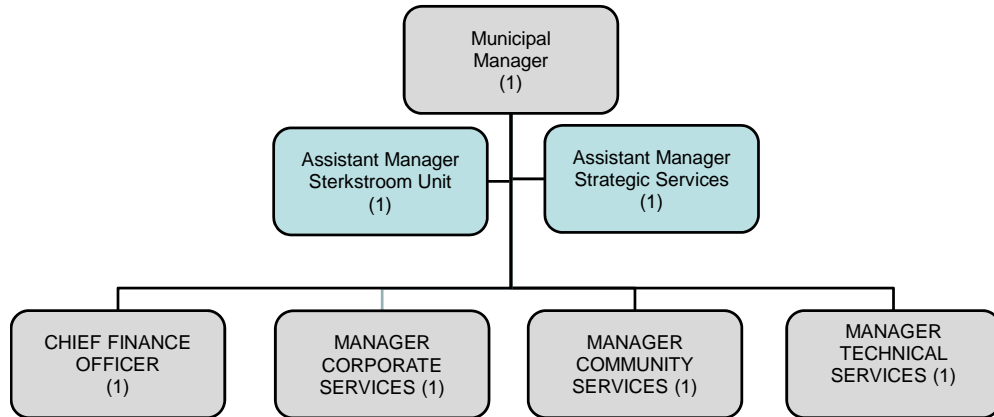 Municipal
Manager
(1)
Assistant Manager
Sterkstroom Unit
(1)
Assistant Manager
Strategic Services
(1)
CHIEF FINANCE
OFFICER
(1)
MANAGER
CORPORATE
SERVICES (1)
MANAGER
COMMUNITY
SERVICES (1)
MANAGER
TECHNICAL
SERVICES (1)